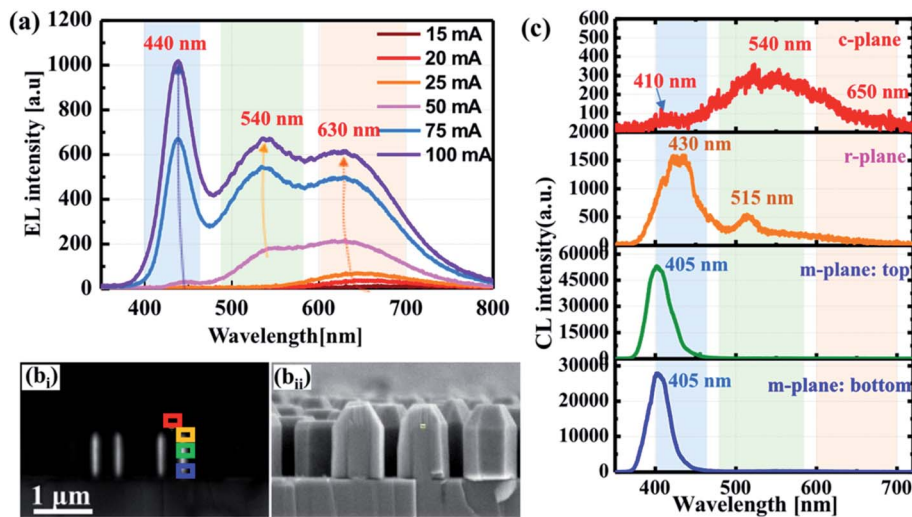 (a)
EL intensity [a.u]
1200
1000
800
600
400
200
0
440 nm
540 nm
630 nm
15 mA
20 mA
25 mA
50 mA
75 mA
100 mA
400 500 600 700 800
Wavelength[nm]
(bi)
1 μm
(bii)
(c)
CL intensity(a.u.)
600
500
400
300
200
100
2000
c-plane
540 nm
410 nm
650 nm
1500
1000
500
0
60000
r-plane
430 nm
515 nm
45000
30000
15000
0
30000
405 nm
m-plane: top
20000
10000
0
405 nm
m-plane: bottom
400 500 600 700
Wavelength [nm]